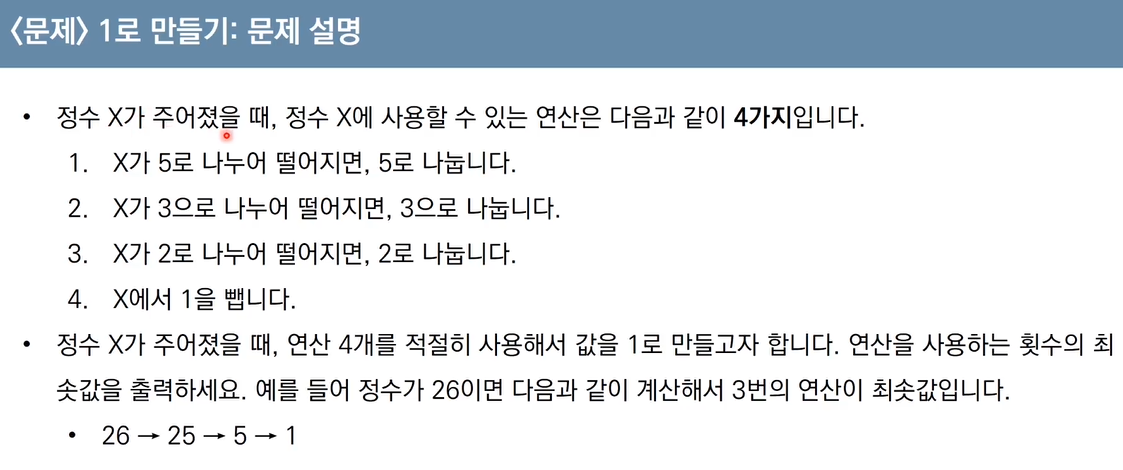 〈문제〉 1로 만들기: 문제 설명
• 정수 X가 주어졌을 때, 정수 X에 사용할 수 있는 연산은 다음과 같이 4가지입니다.
1. X가 5로 나누어 떨어지면, 5로 나눕니다.
2. X가 3으로 나누어 떨어지면, 3으로 나눕니다.
3. X가 2로 나누어 떨어지면, 2로 나눕니다.
4. X에서 1을 뺍니다.
• 정수 X가 주어졌을 때, 연산 4개를 적절히 사용해서 값을 1로 만들고자 합니다. 연산을 사용하는 횟수의 최
솟값을 출력하세요. 예를 들어 정수가 26이면 다음과 같이 계산해서 3번의 연산이 최솟값입니다.
• 26 → 25 → 5 → 1